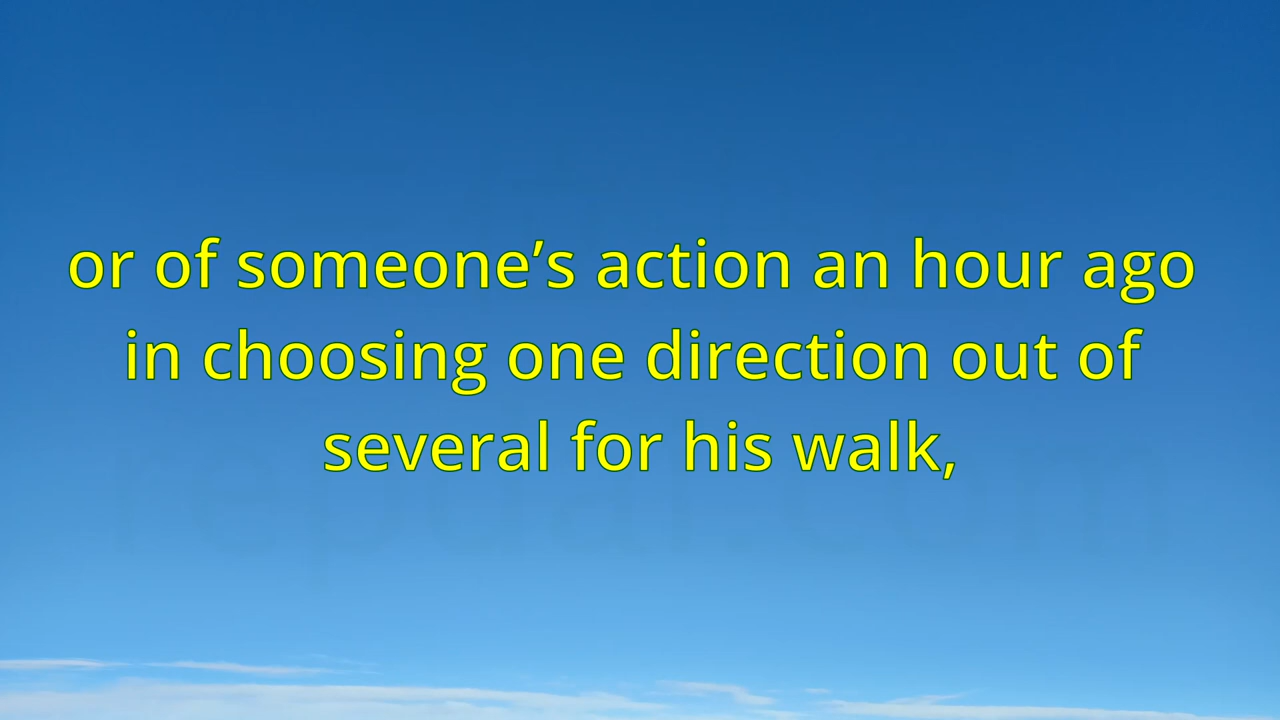 or of someone’s action an hour ago
in choosing one direction out of
several for his walk,